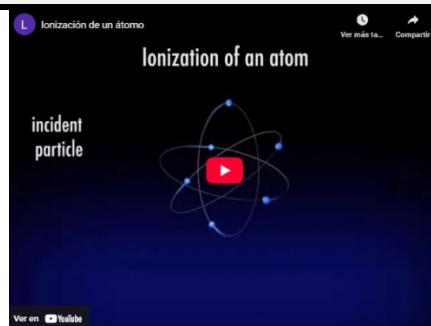 L
Ionización de un átomo
Ver más ta...
Compartir
Ionization of an atom
incident
particle
Ver en YouTube